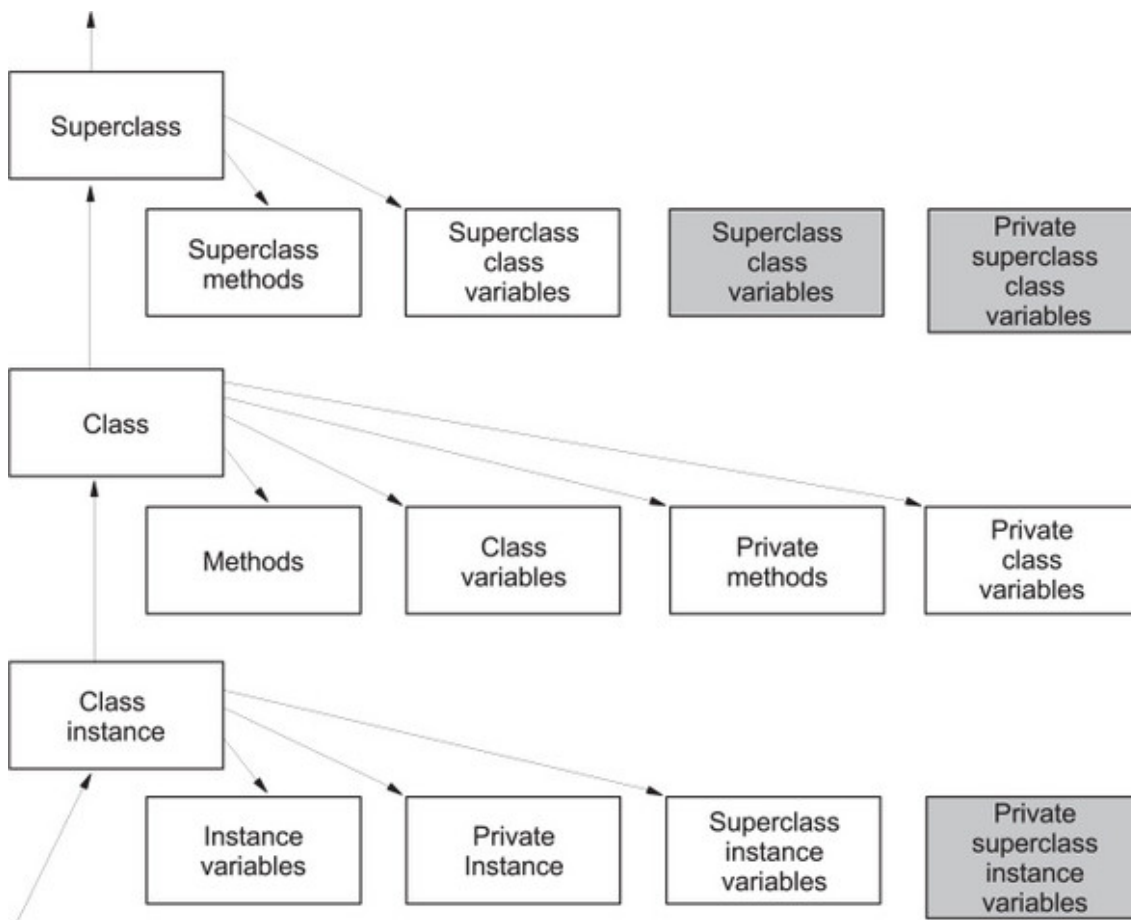 Superclass
Superclass
methods
Superclass
class
variables
Superclass
class
variables
Private
superclass
class
variables
Class
Methods
Class
variables
Private
methods
Private
class
variables
Class
instance
Instance
variables
Private
Instance
Superclass
instance
variables
Private
superclass
instance
variables